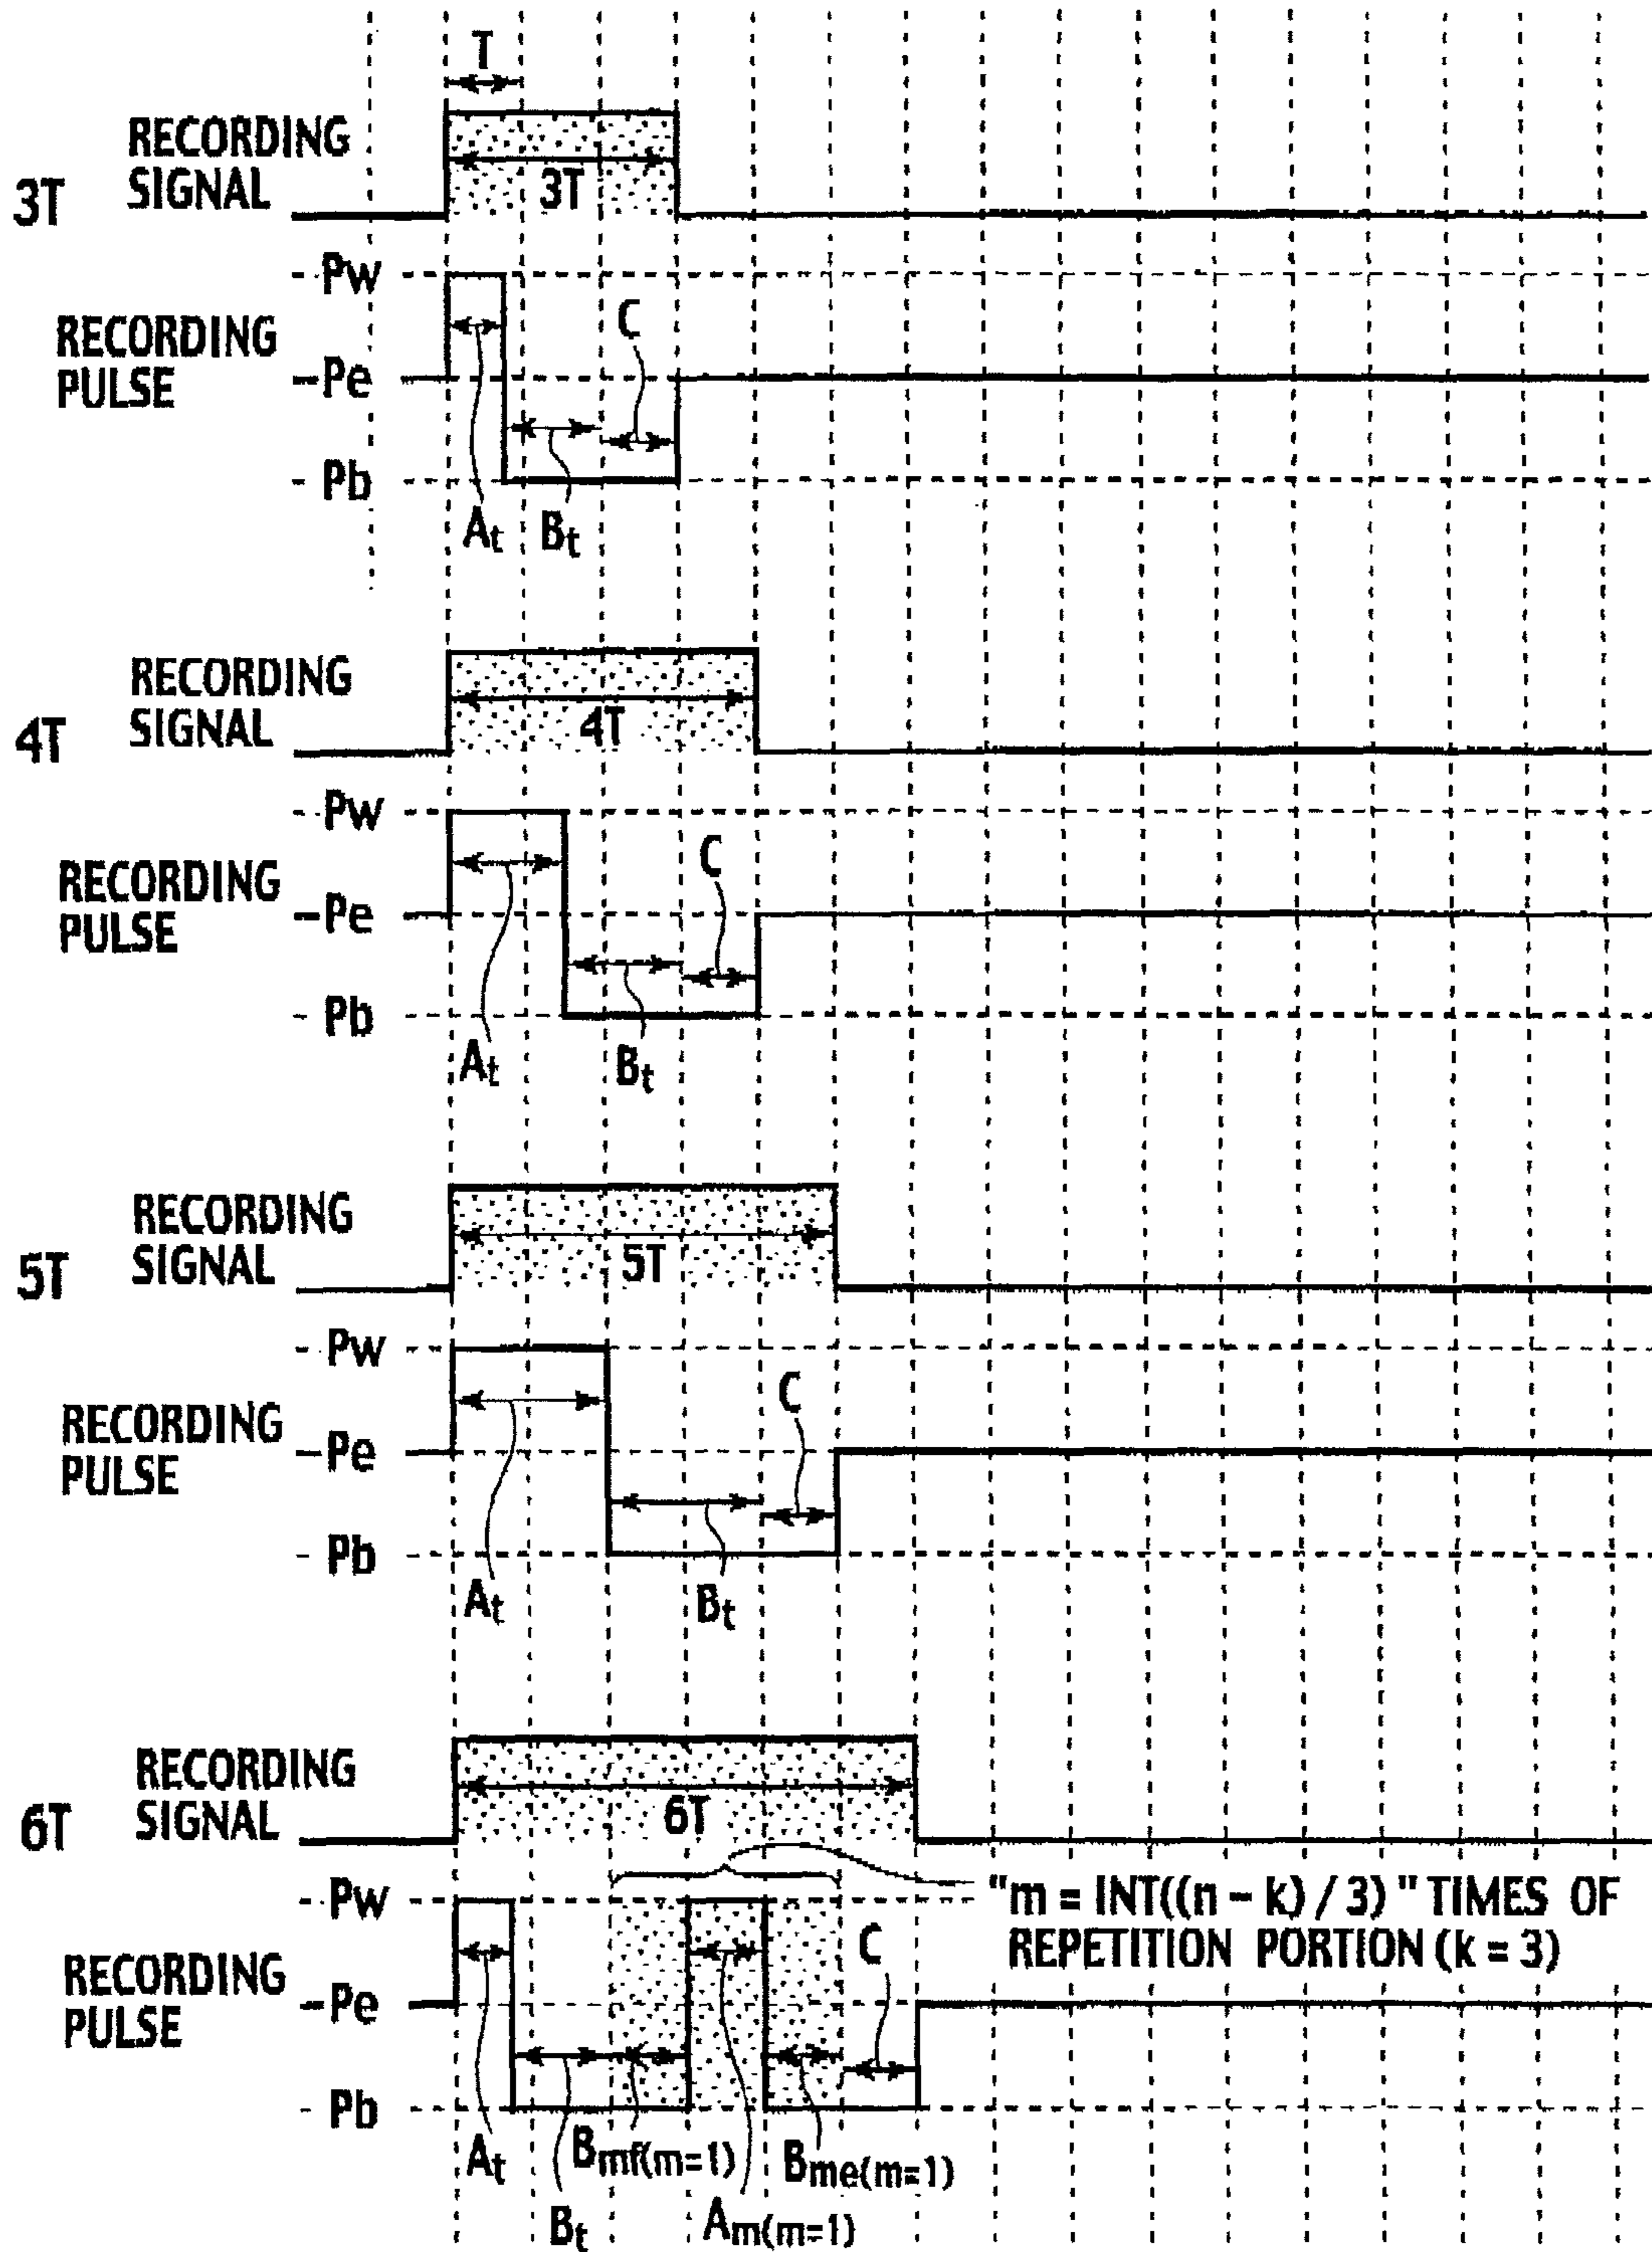 T
RECORDING
SIGNAL
3T
3T
Pw
C
RECORDING
PULSE
Pe
Pb
At
Bt
RECORDING
SIGNAL
4T
4T
Pw
C
RECORDING
PULSE
Pe
Pb
At
Bt
RECORDING
SIGNAL
5T
5T
Pw
C
RECORDING
PULSE
Pe
Pb
At
Bt
RECORDING
SIGNAL
6T
6T
Pw
"m = INT((n - k) / 3) " TIMES OF
REPETITION PORTION (k = 3)
C
RECORDING
PULSE
Pe
Pb
At
Bmf(m=1)
Bme(m=1)
Bt
Am(m=1)